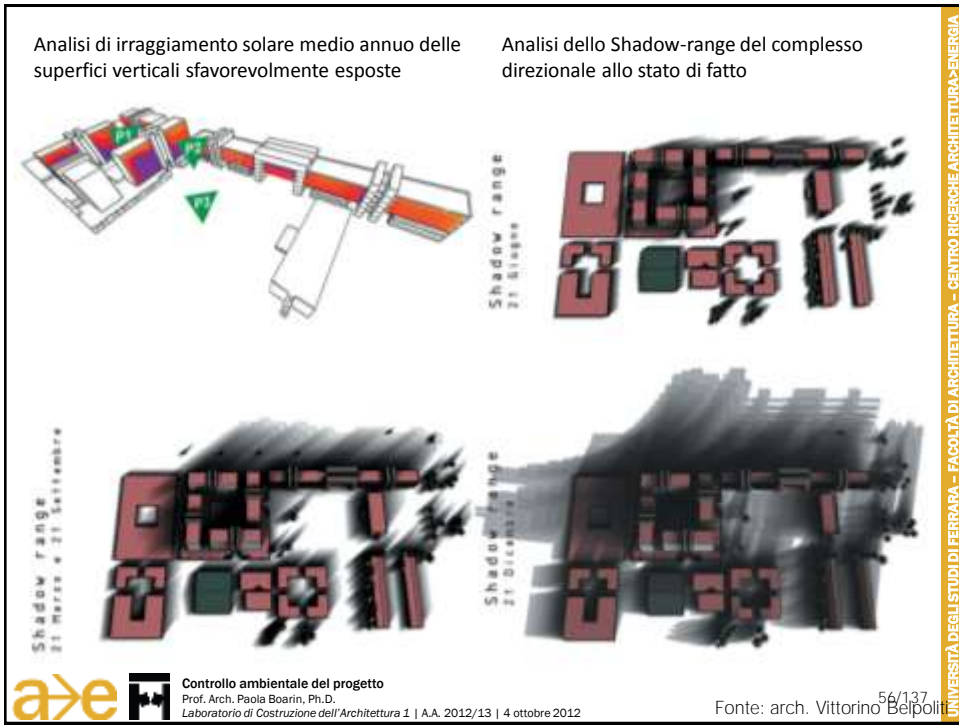 Analisi di irraggiamento solare medio annuo delle
superfici verticali sfavorevolmente esposte
Analisi dello Shadow-range del complesso
direzionale allo stato di fatto
P1
P2
P3
Shadow range
21 Giugno
Shadow range
21 Marzo e 21 Settembre
Shadow range
21 Dicembre
a>e
Controllo ambientale del progetto
Prof. Arch. Paola Boarin, Ph.D.
Laboratorio di Costruzione dell'Architettura 1 | A.A. 2012/13 | 4 ottobre 2012
56/137
Fonte: arch. Vittorino Belpoliti
UNIVERSITÀ DEGLI STUDI DI FERRARA – FACOLTÀ DI ARCHITETTURA – CENTRO RICERCHE ARCHITETTURA>ENERGIA